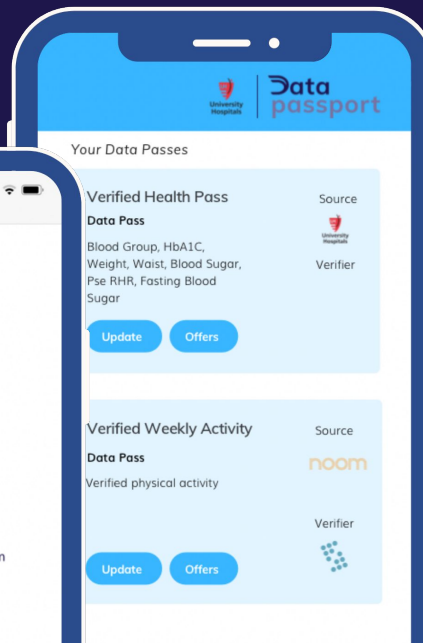 University
Hospitals
Data
passport
Your Data Passes
Verified Health Pass
Source
Data Pass
University
Hospitals
Blood Group, HbA1C,
Weight, Waist, Blood Sugar,
Verifier
Pse RHR, Fasting Blood
Sugar
Update
Offers
Verified Weekly Activity
Source
Data Pass
noom
Verified physical activity
Verifier
Update
Offers